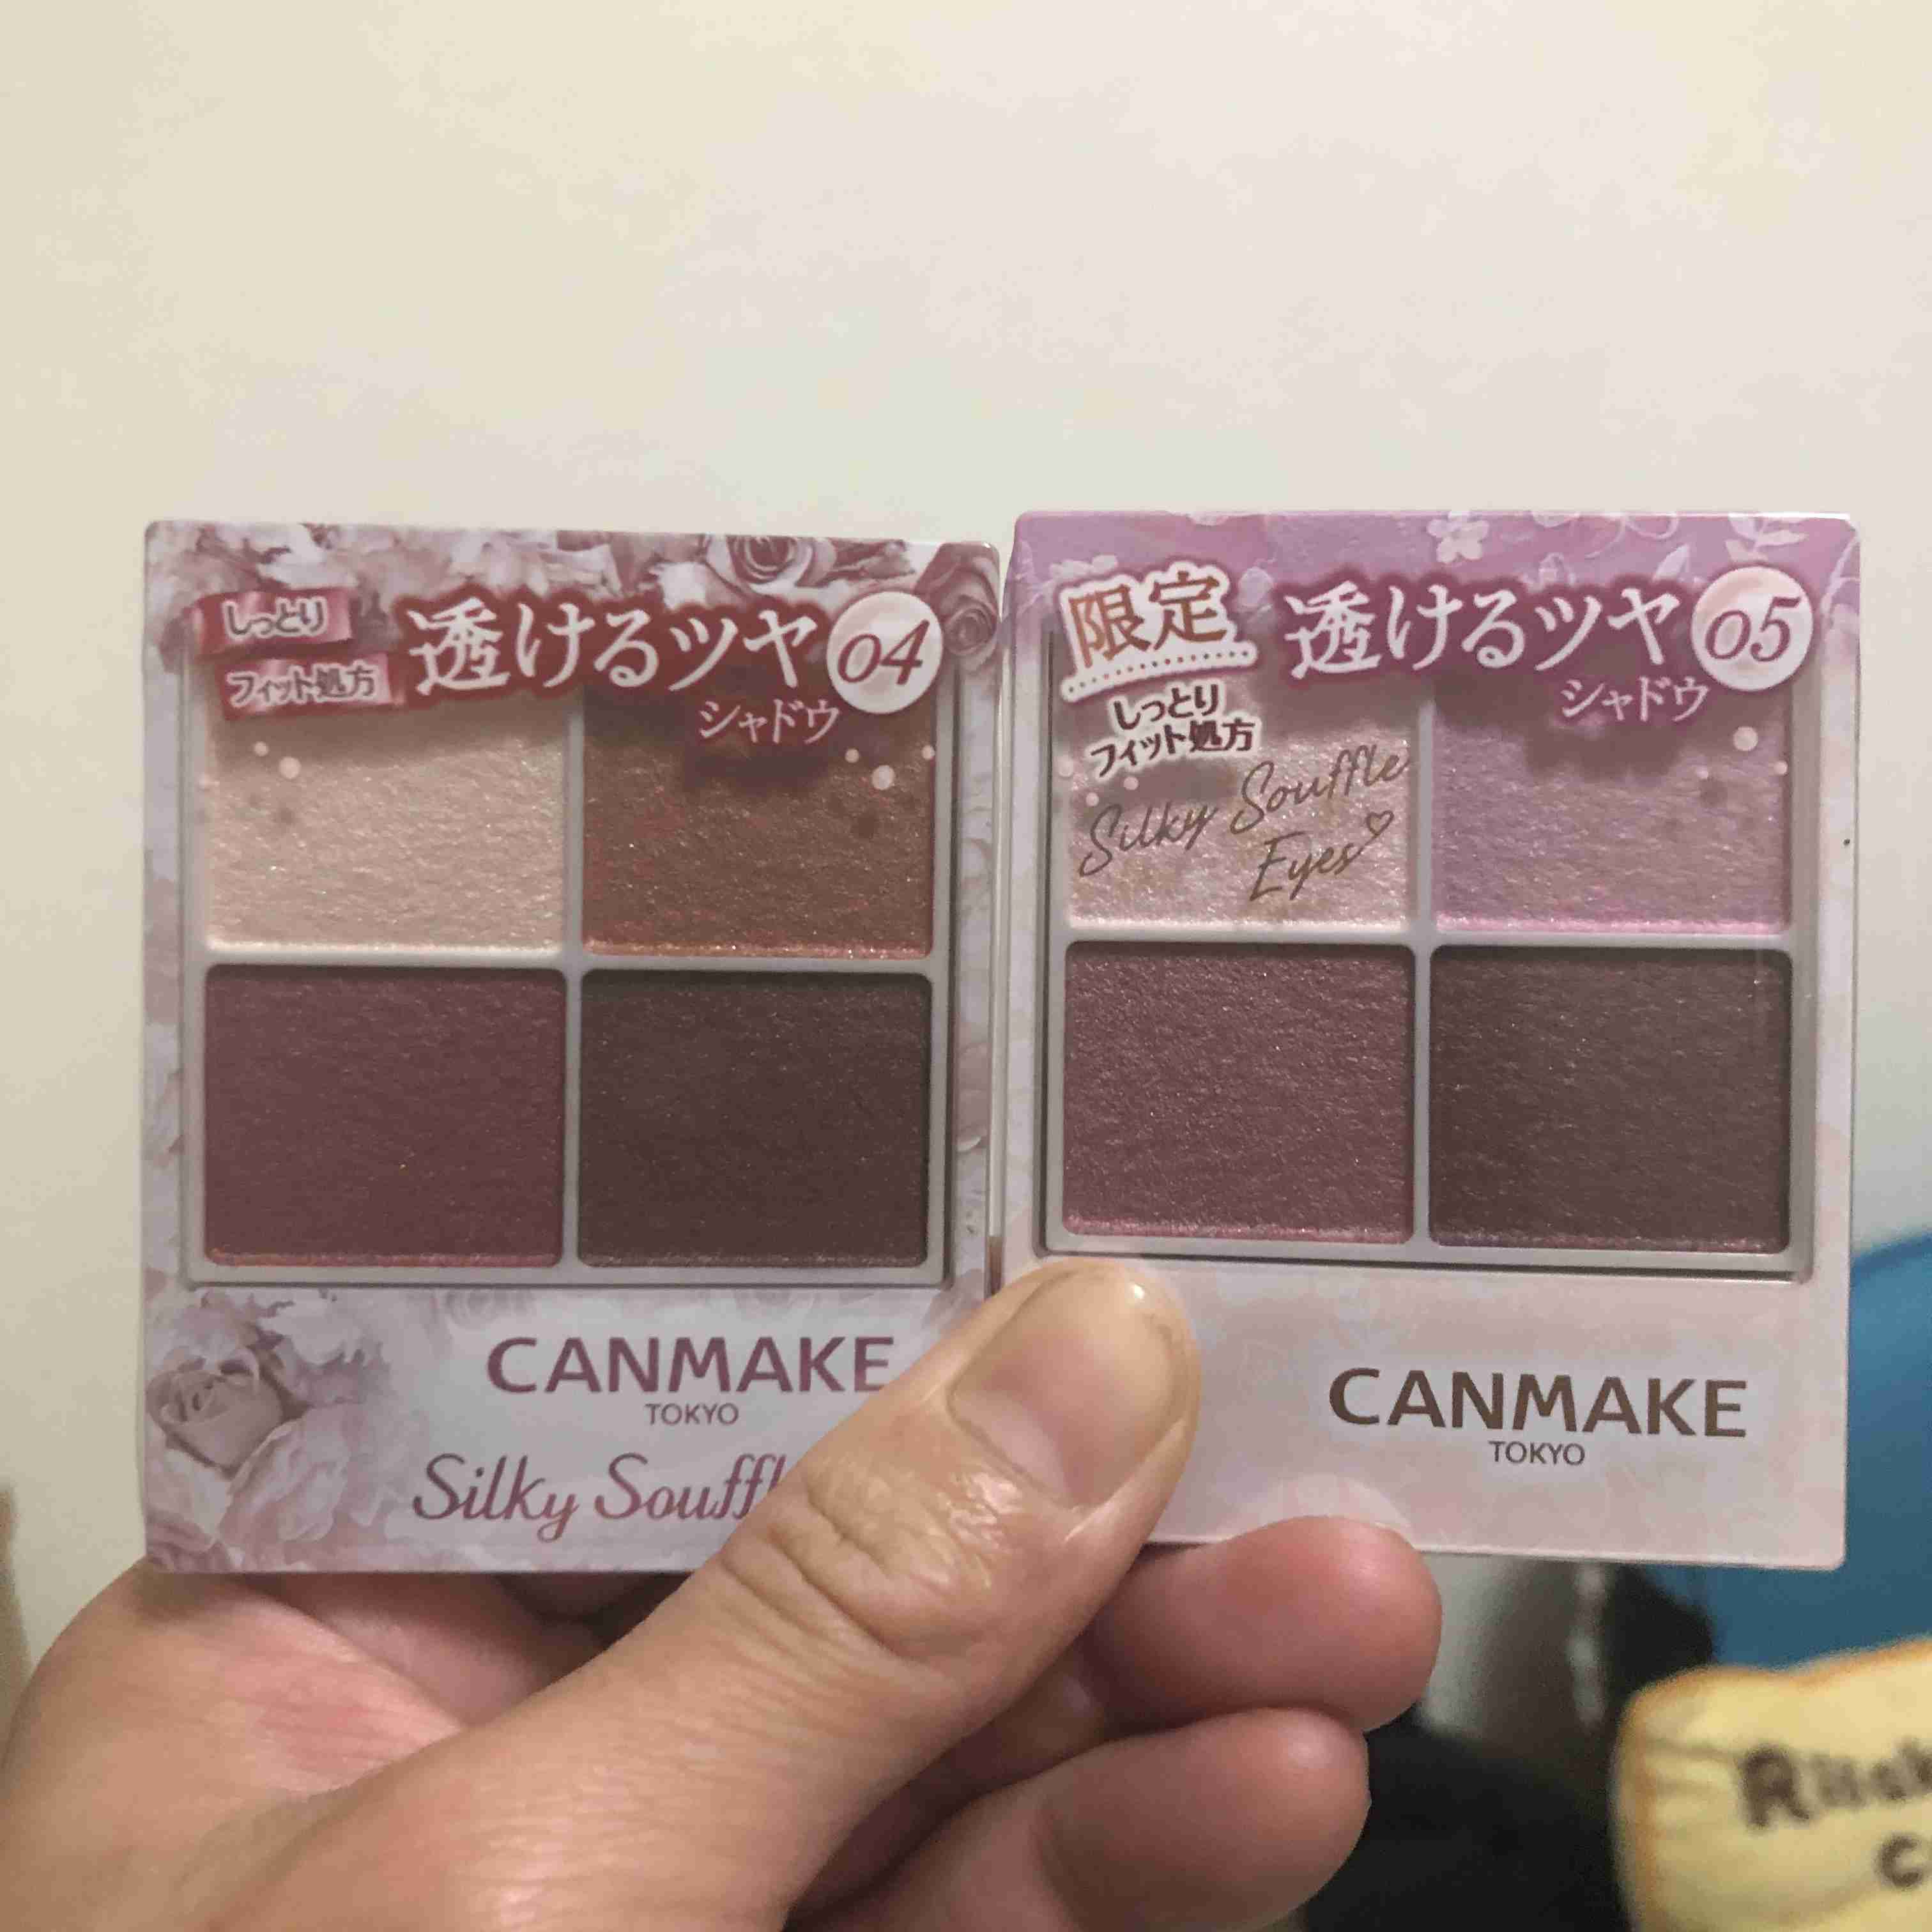 しっとり
フィット処方
透けるツヤ
シャドウ
04
CANMAKE
TOKYO
Silky
限定
しっとり
フィット処方
透けるツヤ
シャドウ
05
Silky Souffle
Eyes
CANMAKE
TOKYO